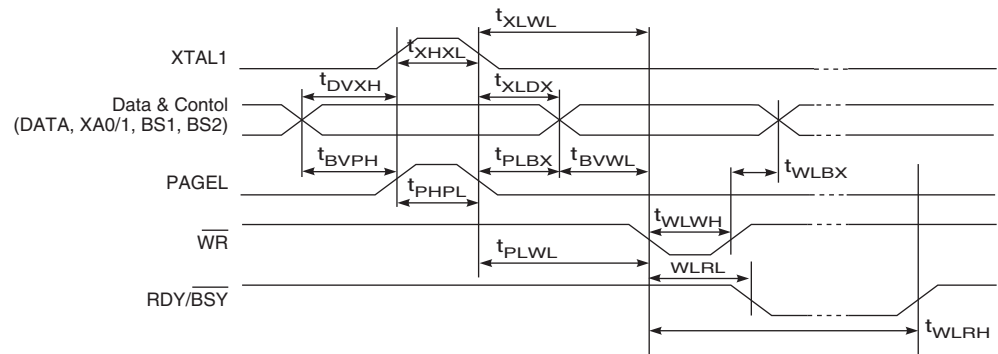 tXLWL
XTAL1
tXHXL
tDVXH
tXLDX
Data & Contol
(DATA, XA0/1, BS1, BS2)
tBVPH
tPLBX
tBVWL
tWLBX
PAGEL
tPHPL
tWLWH
WR
tPLWL
WLRL
RDY/BSY
tWLRH